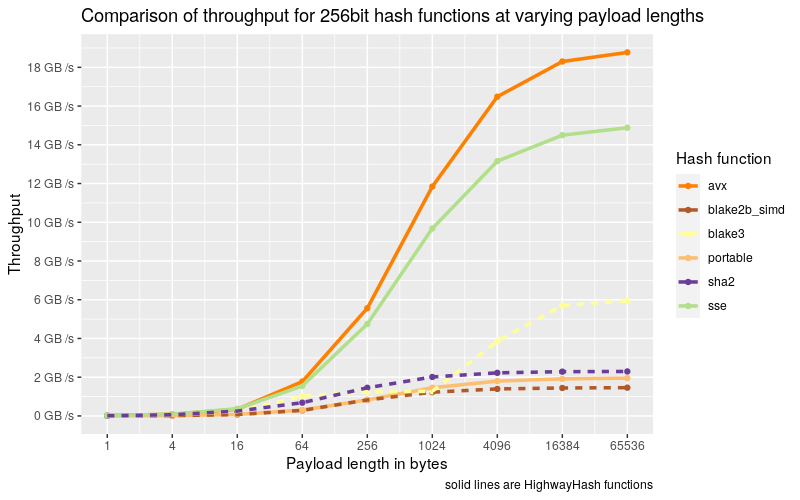 Comparison of throughput for 256bit hash functions at varying payload lengths
Throughput
18 GB /s
16 GB /s
14 GB /s
12 GB /s
10 GB /s
8 GB /s
6 GB /s
4 GB /s
2 GB /s
0 GB /s
1 4 16 64 256 1024 4096 16384 65536
Payload length in bytes
solid lines are HighwayHash functions
Hash function
avx
blake2b_simd
blake3
portable
sha2
sse